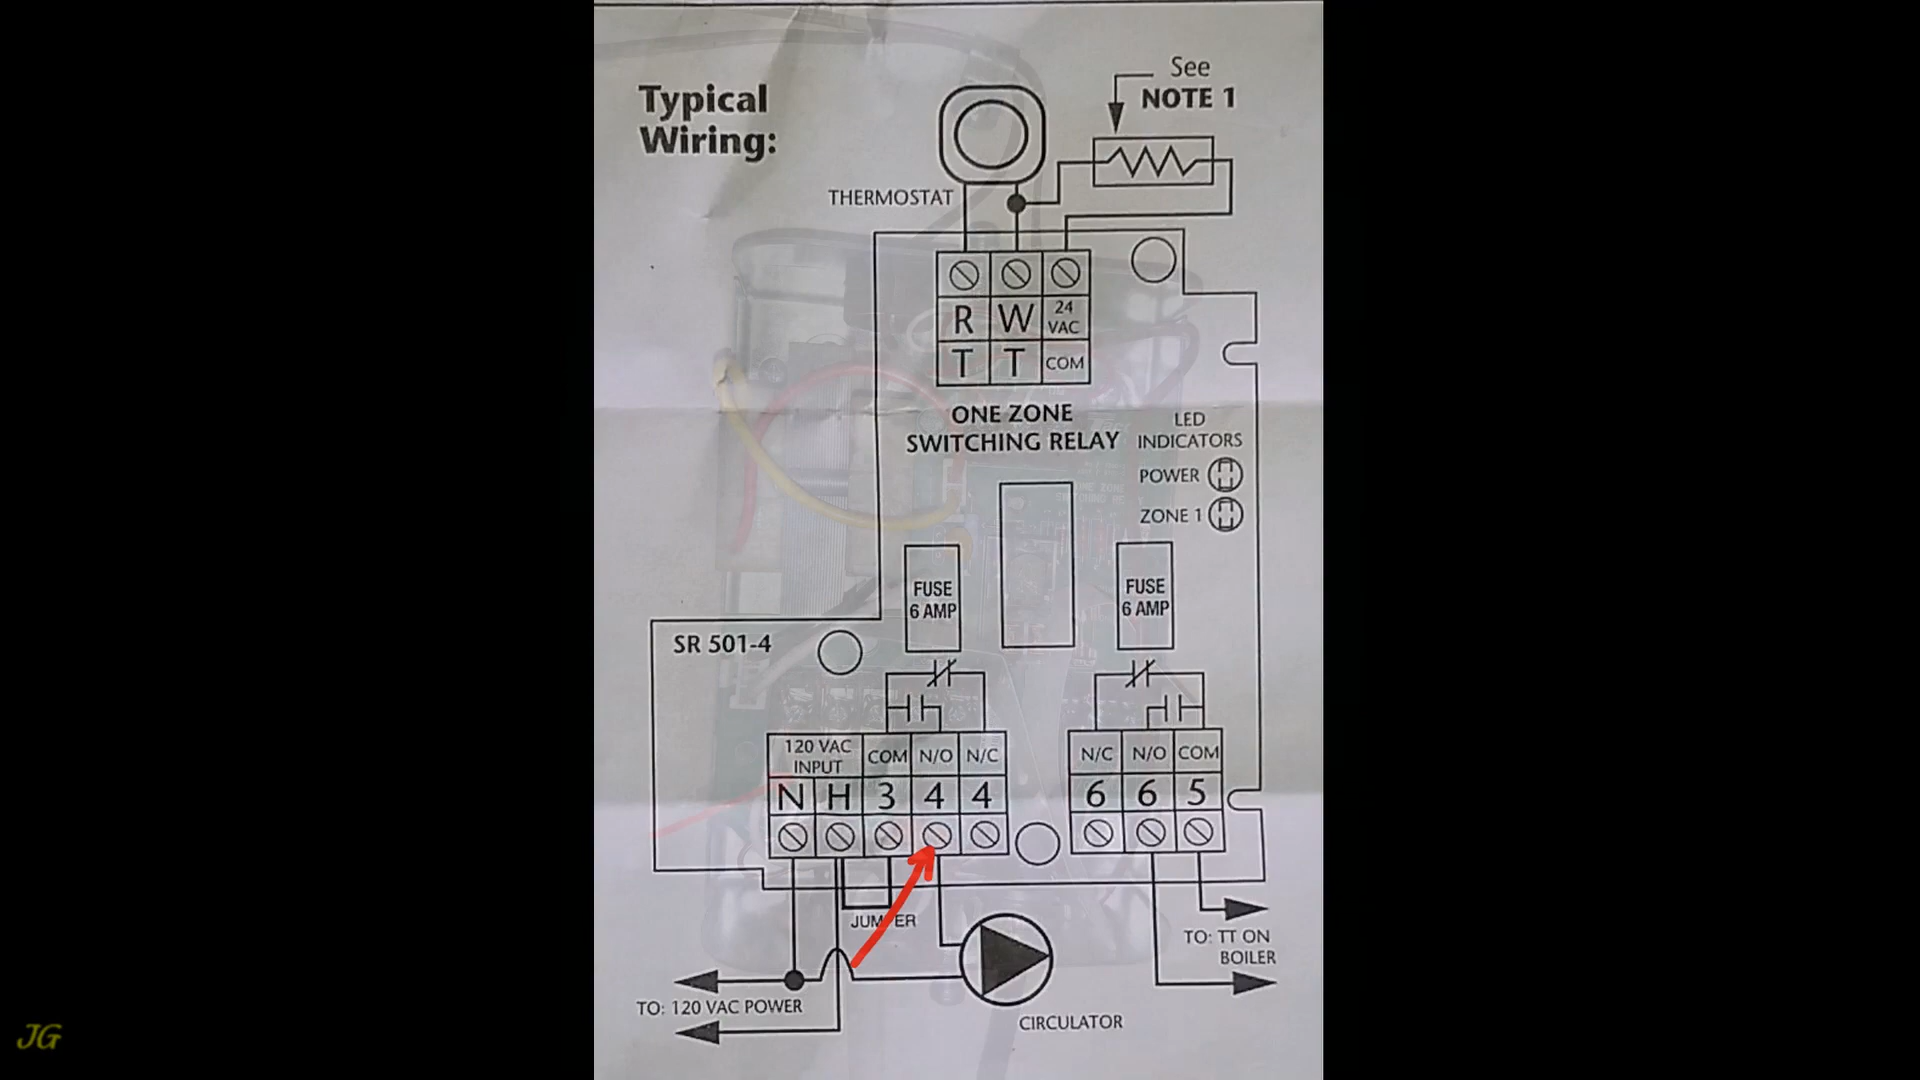 Typical
Wiring:
See
NOTE 1
THERMOSTAT
R W 24
VAC
T T COM
ONE ZONE
SWITCHING RELAY
LED
INDICATORS
POWER
ZONE 1
FUSE
6 AMP
FUSE
6 AMP
SR 501-4
120 VAC
INPUT
COM N/O N/C
N H 3 4 4
N/C N/O COM
6 6 5
JUMPER
TO: TT ON
BOILER
TO: 120 VAC POWER
CIRCULATOR
JG